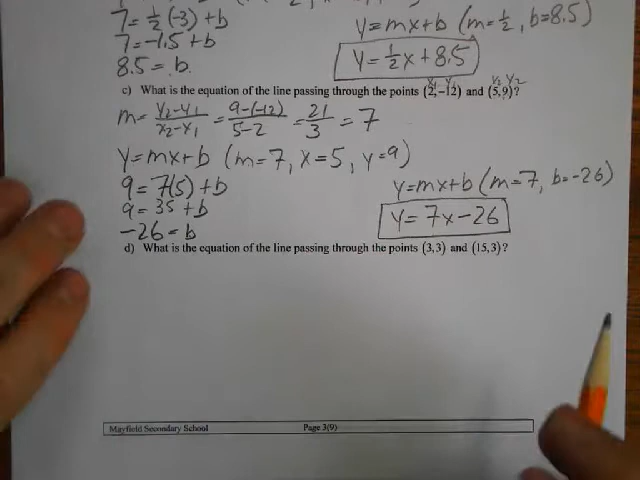 7 = 1/2(-3) + b
y = mx + b (m = 1/2, b = 8.5)
7 = -1.5 + b
8.5 = b
y = 1/2x + 8.5
c) What is the equation of the line passing through the points (2,-12) and (5,9)?
x1 y1 x2 y2
m = y2-y1/x2-x1 = 9-(-12)/5-2 = 21/3 = 7
y = mx + b (m = 7, x = 5, y = 9)
9 = 7(5) + b
y = mx + b (m = 7, b = -26)
9 = 35 + b
y = 7x - 26
-26 = b
d) What is the equation of the line passing through the points (3,3) and (15,3)?
Mayfield Secondary School Page 3(9)